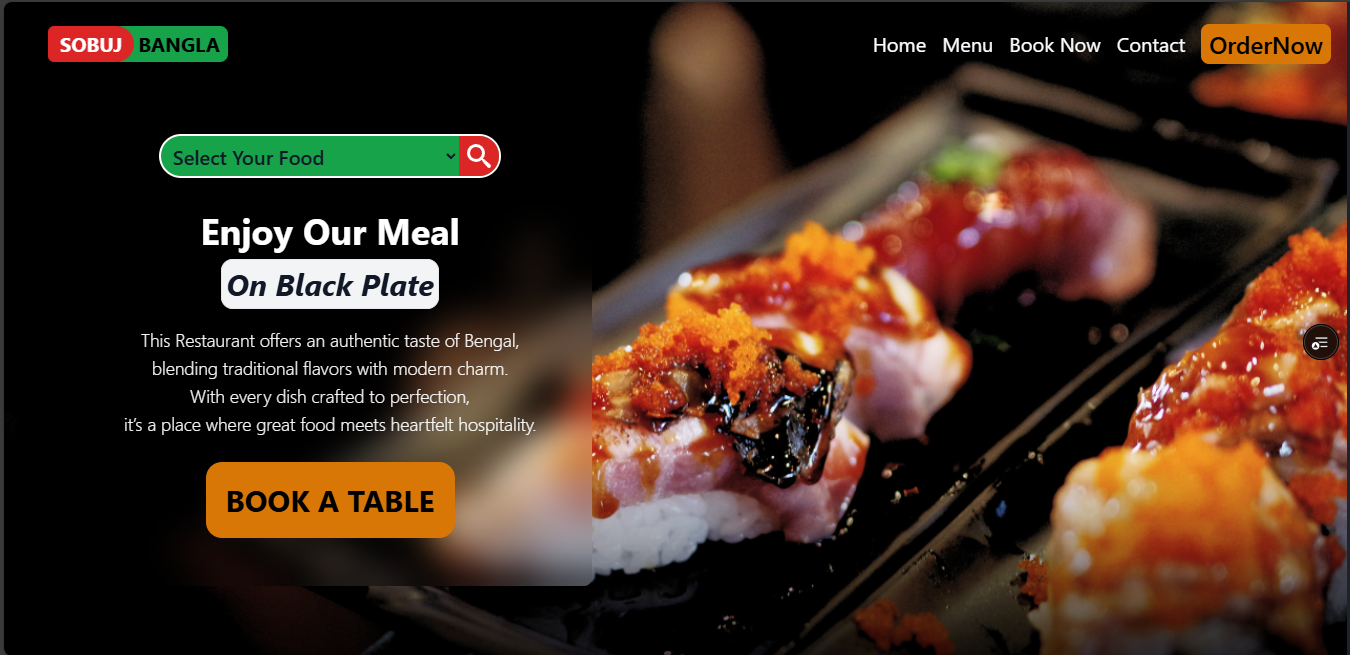 SOBUJ BANGLA
Home Menu Book Now Contact OrderNow
Select Your Food
Enjoy Our Meal
On Black Plate
This Restaurant offers an authentic taste of Bengal,
blending traditional flavors with modern charm.
With every dish crafted to perfection,
it’s a place where great food meets heartfelt hospitality.
BOOK A TABLE